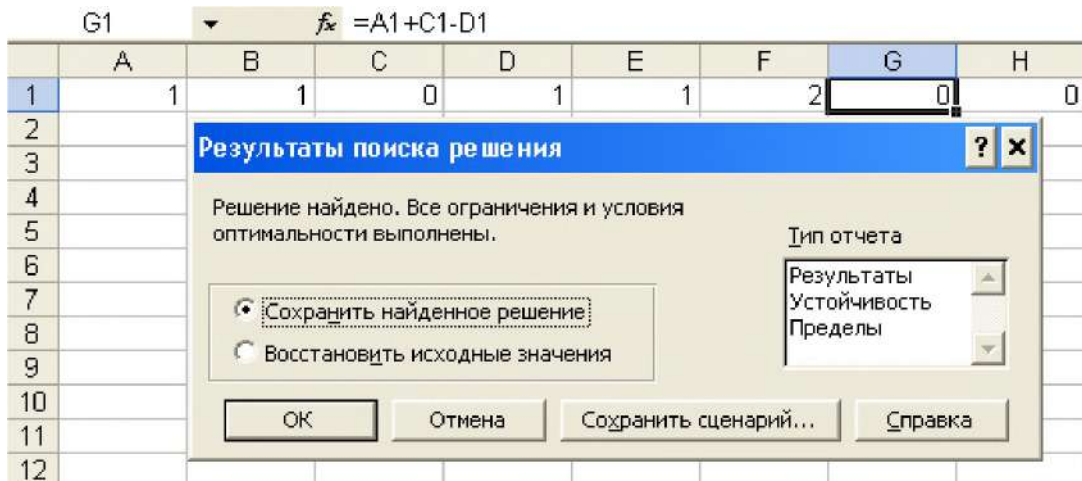 G1 fx =A1+C1-D1
A B C D E F G H
1 1 1 0 1 1 2 0 0
2
3
4
5
6
7
8
9
10
11
12
Результаты поиска решения ? ×
Решение найдено. Все ограничения и условия
оптимальности выполнены.
Тип отчета
Результаты
Устойчивость
Пределы
Сохранить найденное решение
Восстановить исходные значения
ОК Отмена Сохранить сценарий... Справка